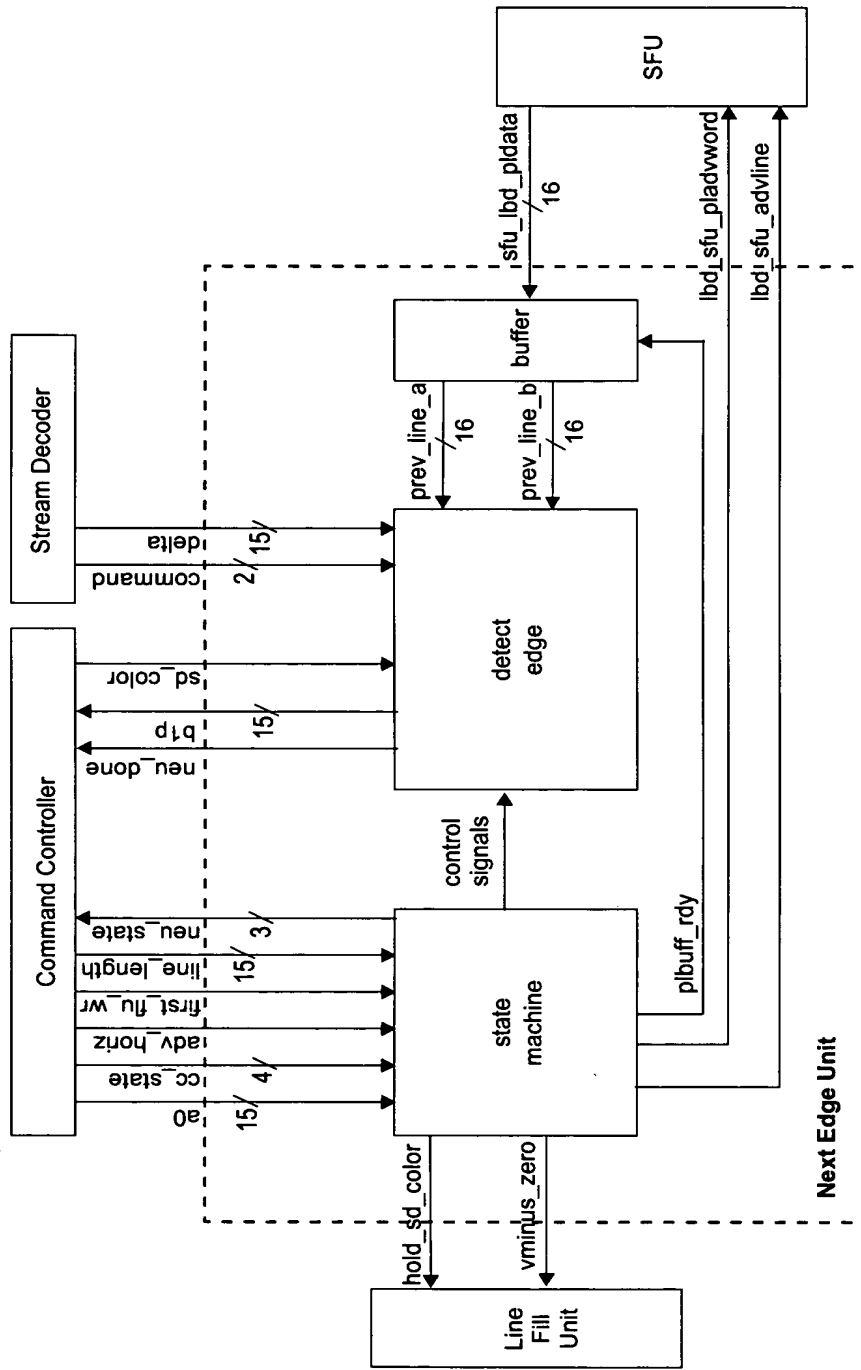 Command Controller
Stream Decoder
a0
15
cc_state
4
adv_horiz
first_flu_wr
line_length
15
neu_state
3
neu_done
b1p
15
sd_color
command
2
delta
15
hold_sd_color
vminus_zero
Line
Fill
Unit
state
machine
control
signals
detect
edge
prev_line_a
16
prev_line_b
16
buffer
sfu_lbd_pldata
16
SFU
plbuff_rdy
lbd_sfu_pladvword
lbd_sfu_advline
Next Edge Unit